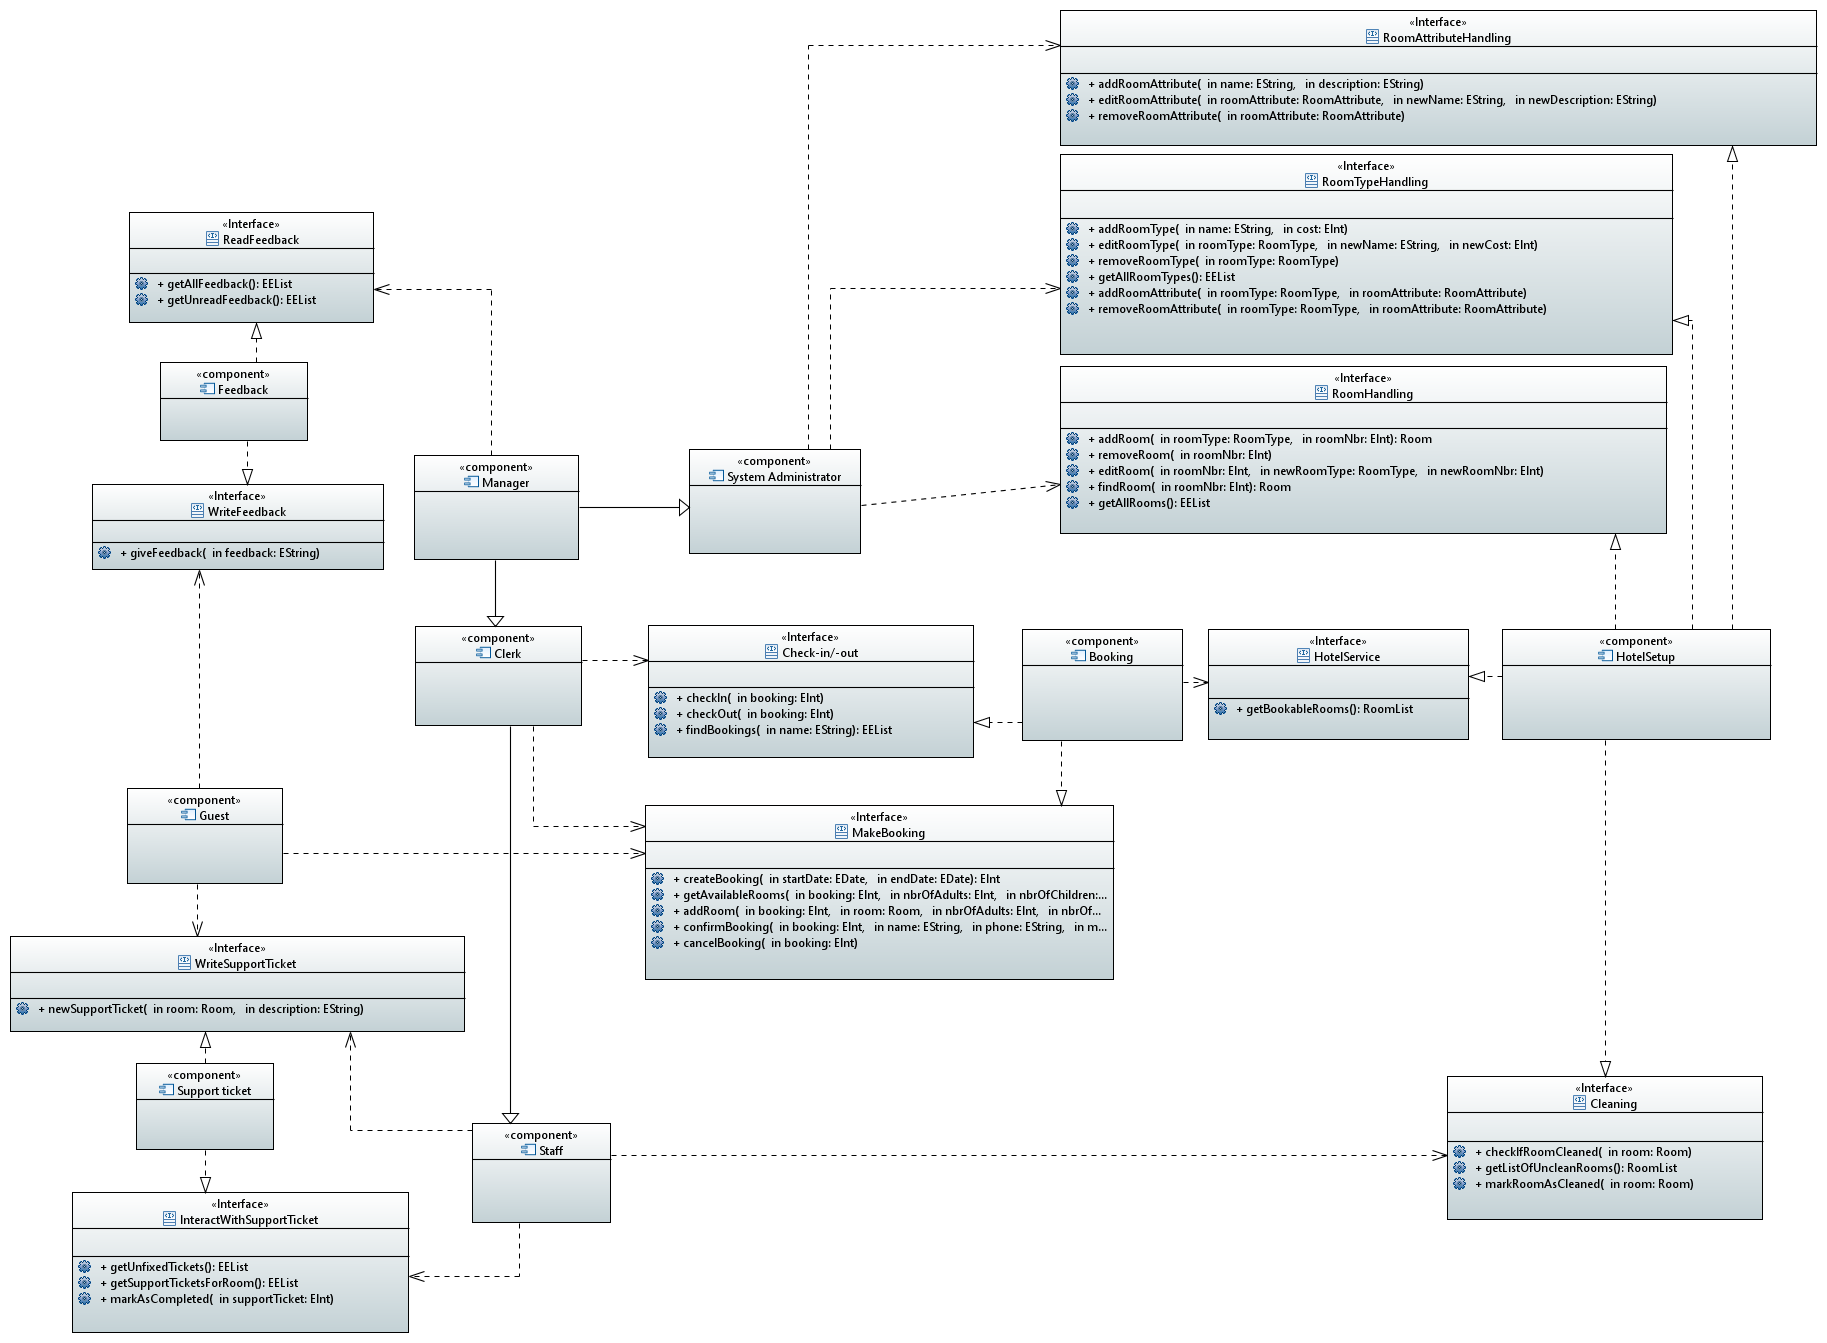 «Interface»
RoomAttributeHandling
+ addRoomAttribute( in name: EString, in description: EString)
+ editRoomAttribute( in roomAttribute: RoomAttribute, in newName: EString, in newDescription: EString)
+ removeRoomAttribute( in roomAttribute: RoomAttribute)
«Interface»
RoomTypeHandling
+ addRoomType( in name: EString, in cost: EInt)
+ editRoomType( in roomType: RoomType, in newName: EString, in newCost: EInt)
+ removeRoomType( in roomType: RoomType)
+ getAllRoomTypes(): EEList
+ addRoomAttribute( in roomType: RoomType, in roomAttribute: RoomAttribute)
+ removeRoomAttribute( in roomType: RoomType, in roomAttribute: RoomAttribute)
«Interface»
ReadFeedback
+ getAllFeedback(): EEList
+ getUnreadFeedback(): EEList
«component»
Feedback
«Interface»
RoomHandling
+ addRoom( in roomType: RoomType, in roomNbr: EInt): Room
+ removeRoom( in roomNbr: EInt)
+ editRoom( in roomNbr: EInt, in newRoomType: RoomType, in newRoomNbr: EInt)
+ findRoom( in roomNbr: EInt): Room
+ getAllRooms(): EEList
«component»
Manager
«component»
System Administrator
«Interface»
WriteFeedback
+ giveFeedback( in feedback: EString)
«component»
Clerk
«Interface»
Check-in/-out
+ checkIn( in booking: EInt)
+ checkOut( in booking: EInt)
+ findBookings( in name: EString): EEList
«component»
Booking
«Interface»
HotelService
+ getBookableRooms(): RoomList
«component»
HotelSetup
«component»
Guest
«Interface»
MakeBooking
+ createBooking( in startDate: EDate, in endDate: EDate): EInt
+ getAvailableRooms( in booking: EInt, in nbrOfAdults: EInt, in nbrOfChildren:...
+ addRoom( in booking: EInt, in room: Room, in nbrOfAdults: EInt, in nbrOf...
+ confirmBooking( in booking: EInt, in name: EString, in phone: EString, in m...
+ cancelBooking( in booking: EInt)
«Interface»
WriteSupportTicket
+ newSupportTicket( in room: Room, in description: EString)
«component»
Support ticket
«component»
Staff
«Interface»
Cleaning
+ checkIfRoomCleaned( in room: Room)
+ getListOfUncleanRooms(): RoomList
+ markRoomAsCleaned( in room: Room)
«Interface»
InteractWithSupportTicket
+ getUnfixedTickets(): EEList
+ getSupportTicketsForRoom(): EEList
+ markAsCompleted( in supportTicket: EInt)